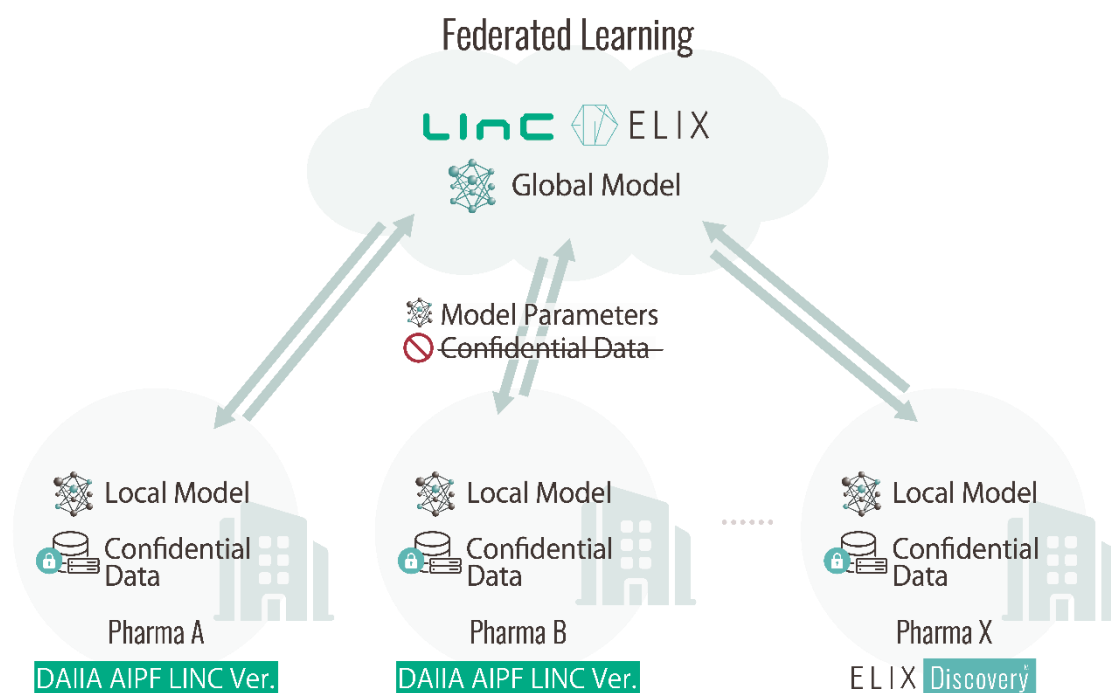 Federated Learning
LINC ELIX
Global Model
Model Parameters
Confidential Data
Local Model
Confidential
Data
Pharma A
DAIIA AIPF LINC Ver.
Local Model
Confidential
Data
Pharma B
DAIIA AIPF LINC Ver.
......
Local Model
Confidential
Data
Pharma X
ELIX Discovery